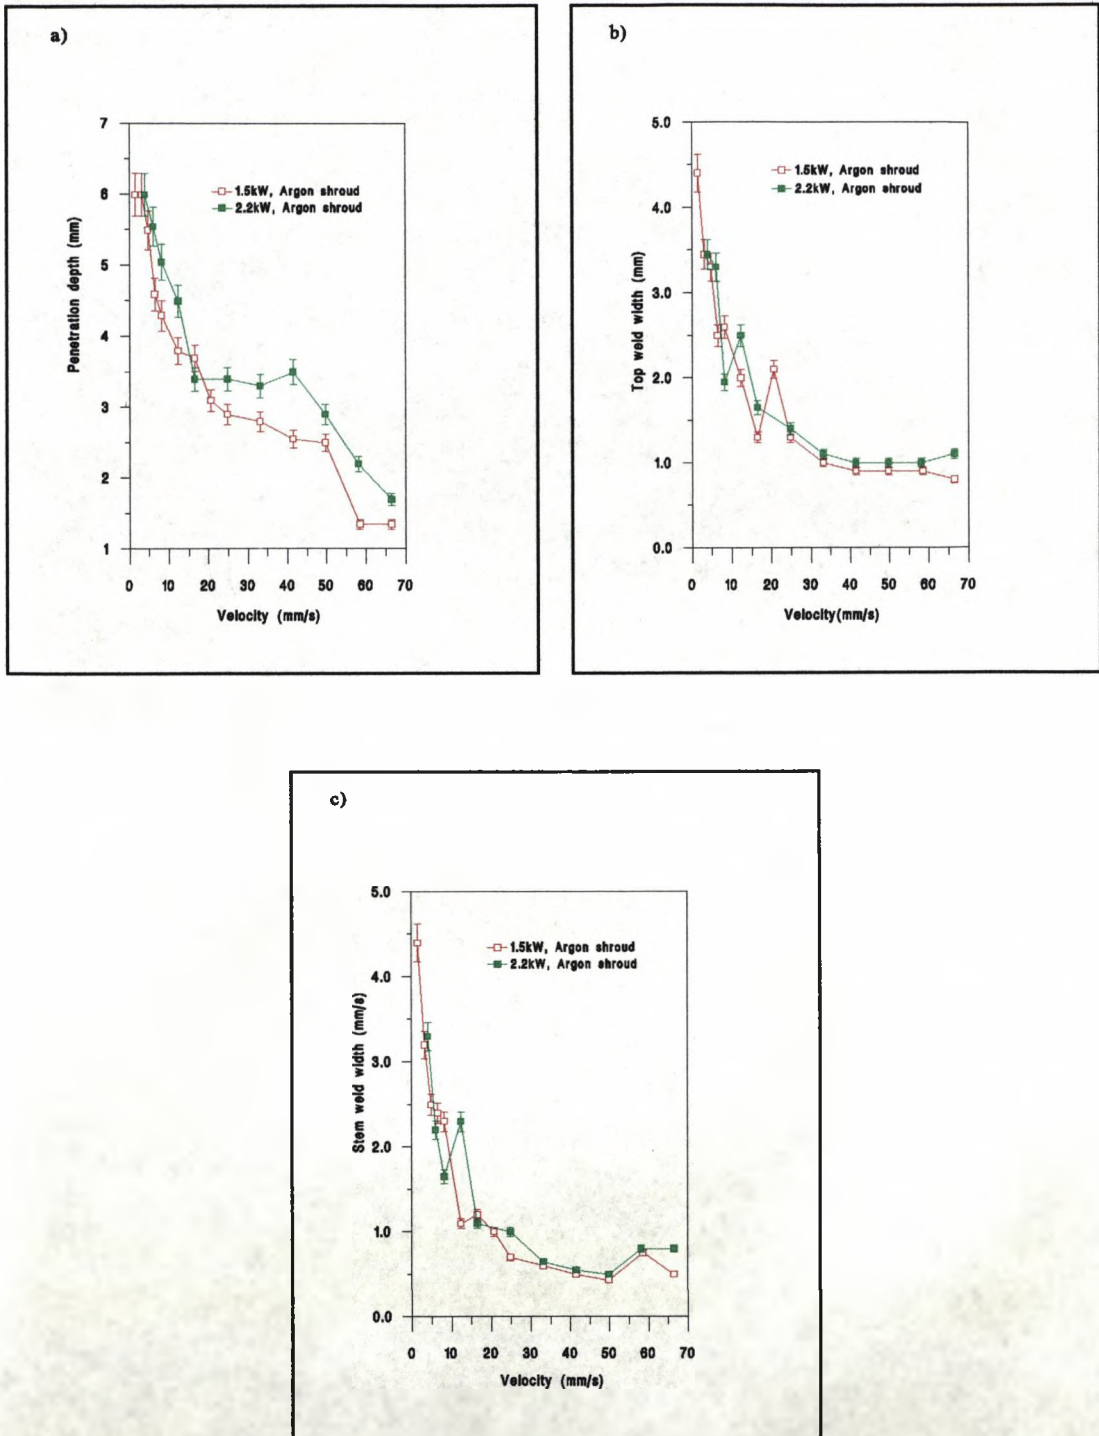 a)
7
6
5
4
3
2
1
Penetration depth (mm)
1.5kW, Argon shroud
2.2kW, Argon shroud
0 10 20 30 40 50 60 70
Velocity (mm/s)
b)
5.0
4.0
3.0
2.0
1.0
0.0
Top weld width (mm)
1.5kW, Argon shroud
2.2kW, Argon shroud
0 10 20 30 40 50 60 70
Velocity(mm/s)
c)
5.0
4.0
3.0
2.0
1.0
0.0
Stem weld width (mm/s)
1.5kW, Argon shroud
2.2kW, Argon shroud
0 10 20 30 40 50 60 70
Velocity (mm/s)